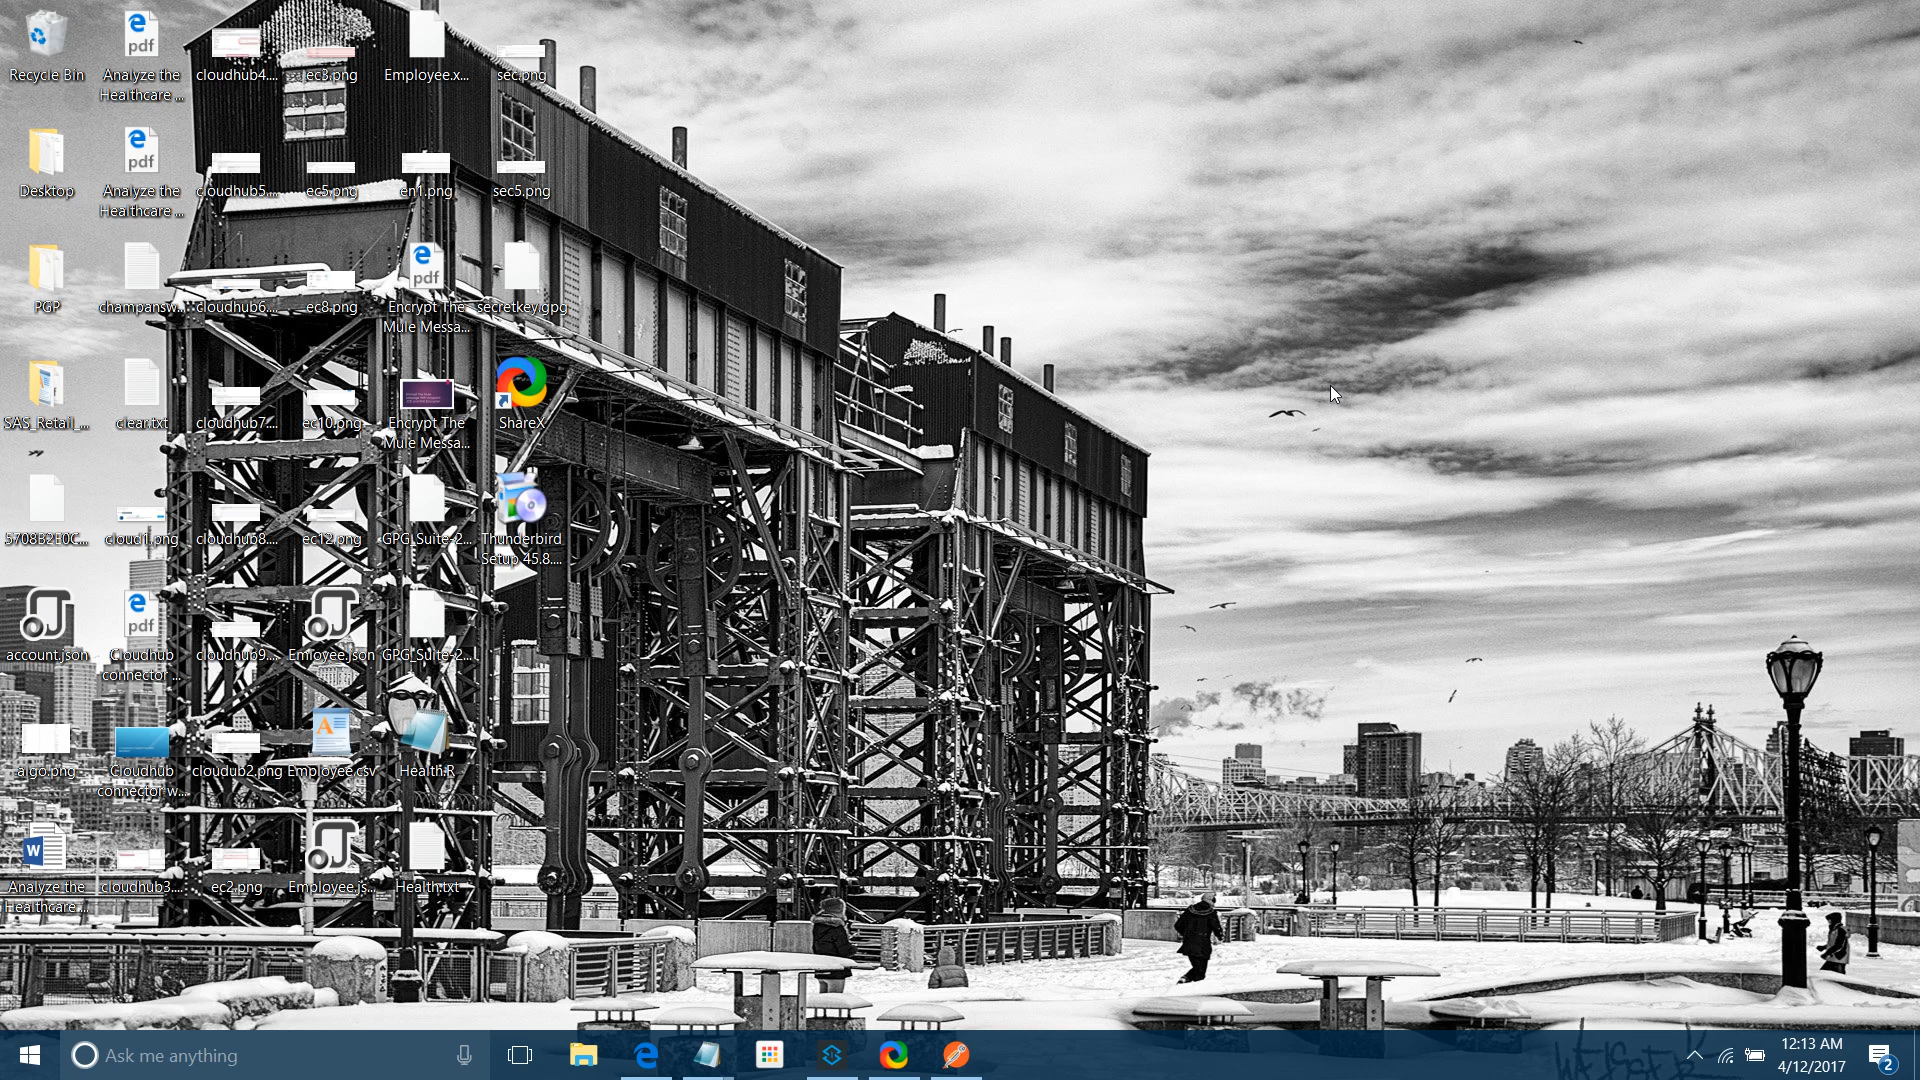 Recycle Bin
Analyze the
Healthcare ...
cloudhub4....
ec3.png
Employee.x...
sec.png
Desktop
Analyze the
Healthcare ...
cloudhub5....
ec5.png
en1.png
sec5.png
PGP
champansw...
cloudhub6....
ec8.png
Encrypt The
Mule Messa...
secretkey.gpg
SAS_Retail_...
clear.txt
cloudhub7....
ec10.png
Encrypt The
Mule Messa...
ShareX
5708B2E0C...
cloud1.png
cloudhub8....
ec12.png
GPG_Suite-2...
Thunderbird
Setup 45.8....
account.json
Cloudhub
connector ...
cloudhub9....
Emloyee.json
GPG_Suite-2...
algo.png
Cloudhub
connector w...
cloudub2.png
Employee.csv
Health.R
Analyze the
Healthcare...
cloudhub3....
ec2.png
Employee.js...
Health.txt
Ask me anything
12:13 AM
4/12/2017
2